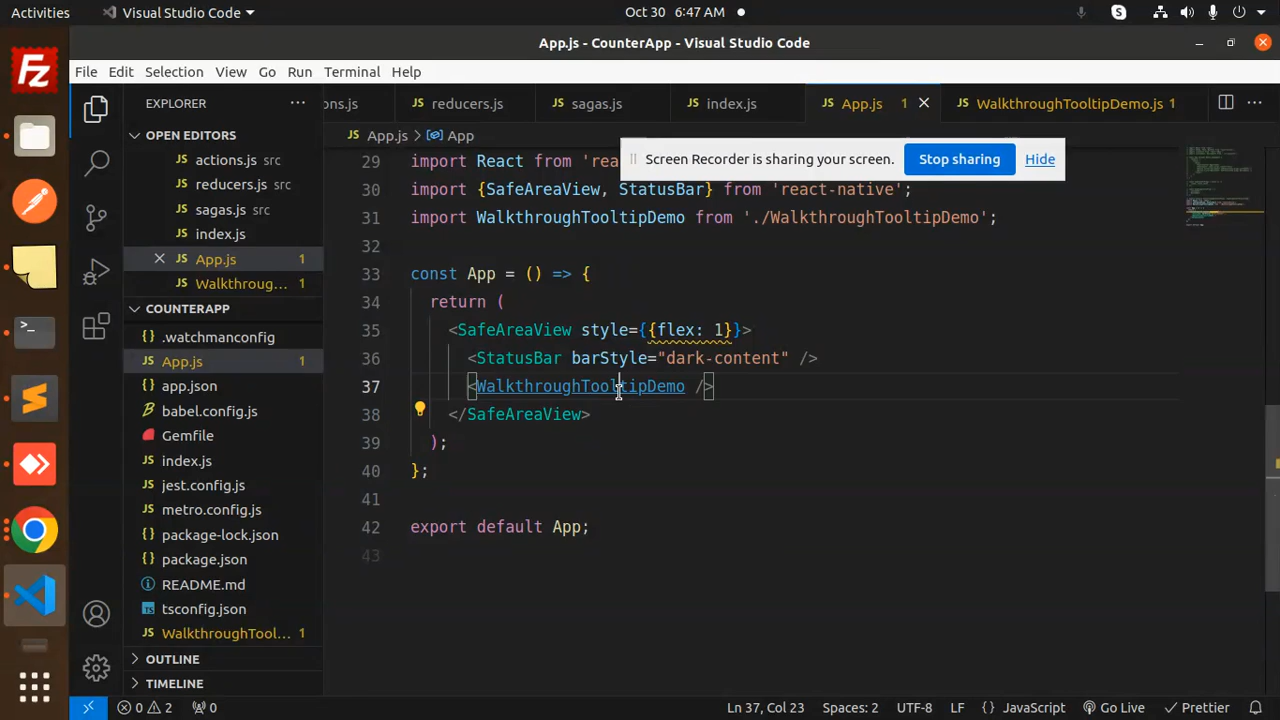 Activities
Visual Studio Code
Oct 30 6:47 AM
App.js - CounterApp - Visual Studio Code
File Edit Selection View Go Run Terminal Help
EXPLORER
OPEN EDITORS
actions.js src
reducers.js src
sagas.js src
index.js
App.js 1
Walkthroug... 1
COUNTERAPP
.watchmanconfig
App.js 1
app.json
babel.config.js
Gemfile
index.js
jest.config.js
metro.config.js
package-lock.json
package.json
README.md
tsconfig.json
WalkthroughTool... 1
OUTLINE
TIMELINE
ons.js
JS reducers.js
JS sagas.js
JS index.js
JS App.js 1
JS WalkthroughTooltipDemo.js 1
JS App.js > App
Screen Recorder is sharing your screen. Stop sharing Hide
29 import React from 'rea
30 import {SafeAreaView, StatusBar} from 'react-native';
31 import WalkthroughTooltipDemo from './WalkthroughTooltipDemo';
32
33 const App = () => {
34 return (
35 <SafeAreaView style={{flex: 1}}>
36 <StatusBar barStyle="dark-content" />
37 <WalkthroughTooltipDemo />
38 </SafeAreaView>
39 );
40 };
41
42 export default App;
43
0 2 0 Ln 37, Col 23 Spaces: 2 UTF-8 LF {} JavaScript Go Live Prettier